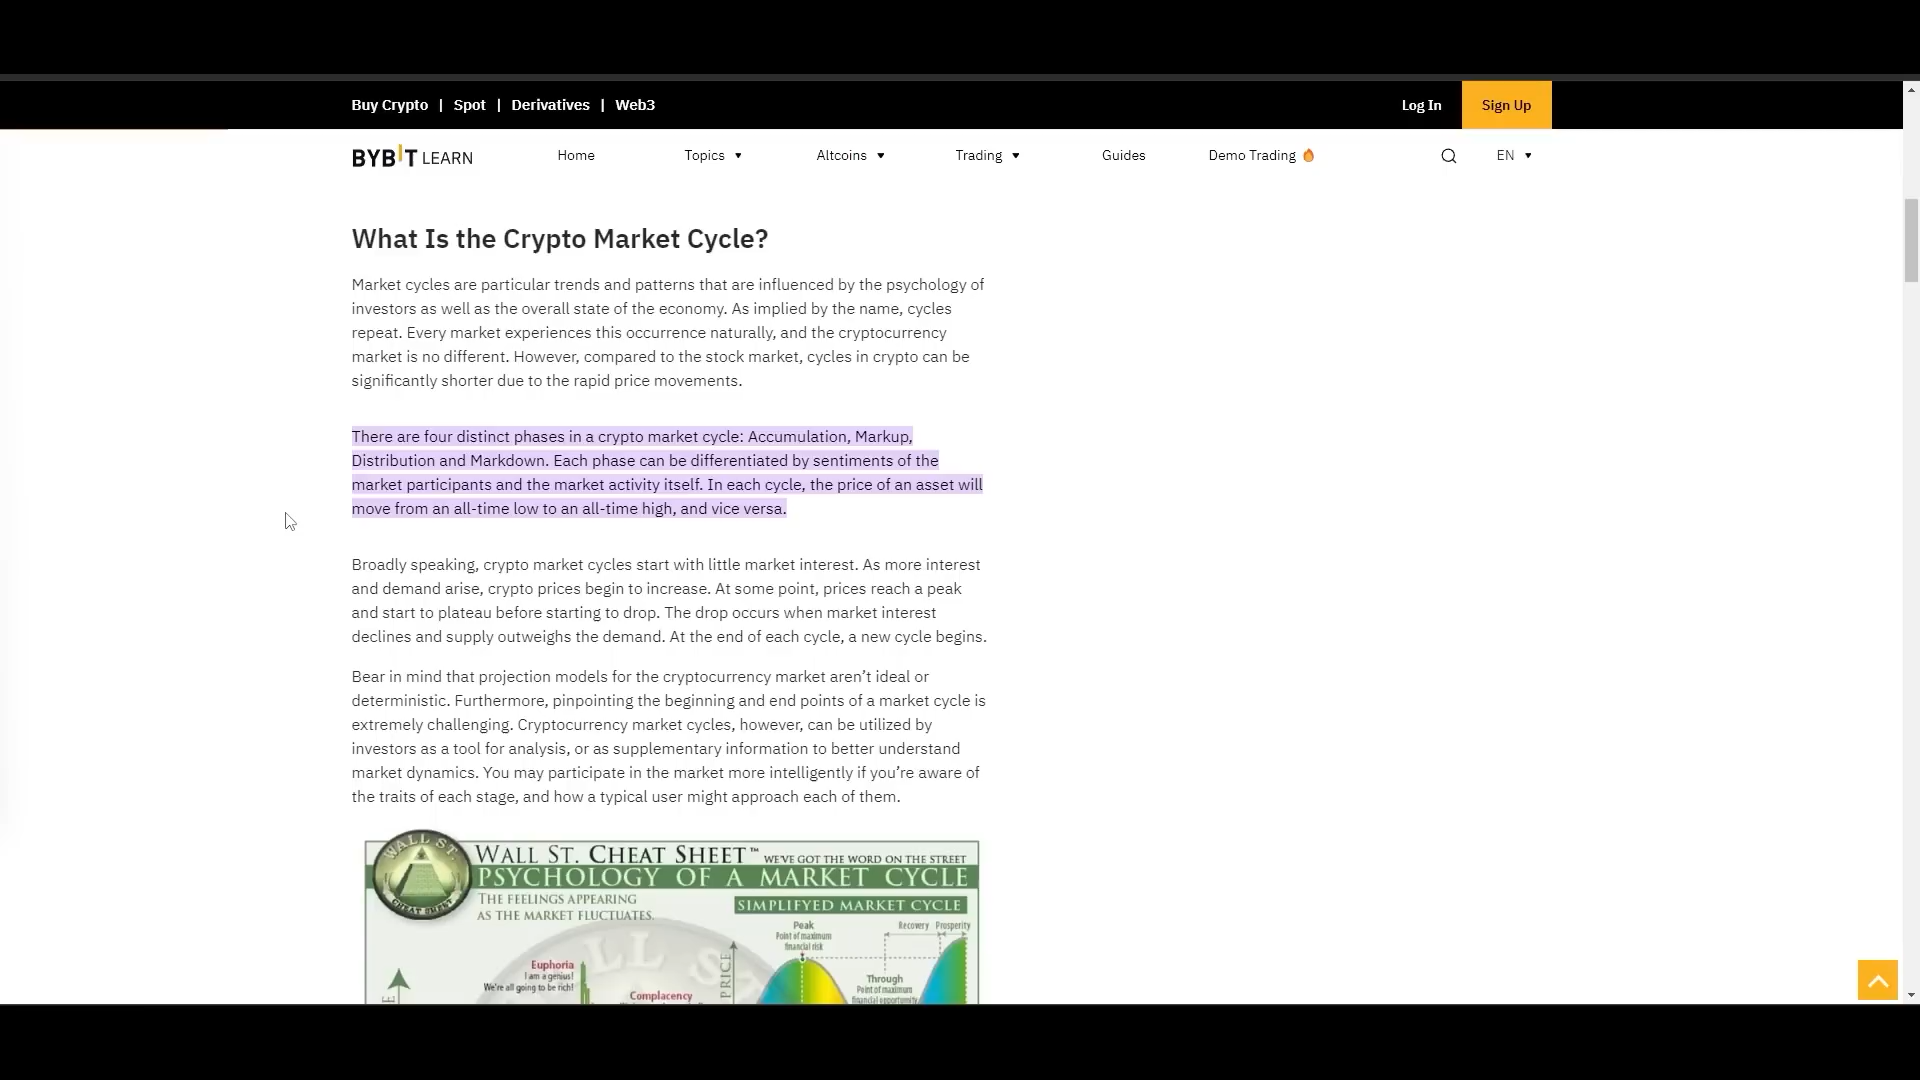 Buy Crypto | Spot | Derivatives | Web3
Log In
Sign Up
BYBIT LEARN
Home
Topics
Altcoins
Trading
Guides
Demo Trading
EN
What Is the Crypto Market Cycle?
Market cycles are particular trends and patterns that are influenced by the psychology of
investors as well as the overall state of the economy. As implied by the name, cycles
repeat. Every market experiences this occurrence naturally, and the cryptocurrency
market is no different. However, compared to the stock market, cycles in crypto can be
significantly shorter due to the rapid price movements.
There are four distinct phases in a crypto market cycle: Accumulation, Markup,
Distribution and Markdown. Each phase can be differentiated by sentiments of the
market participants and the market activity itself. In each cycle, the price of an asset will
move from an all-time low to an all-time high, and vice versa.
Broadly speaking, crypto market cycles start with little market interest. As more interest
and demand arise, crypto prices begin to increase. At some point, prices reach a peak
and start to plateau before starting to drop. The drop occurs when market interest
declines and supply outweighs the demand. At the end of each cycle, a new cycle begins.
Bear in mind that projection models for the cryptocurrency market aren’t ideal or
deterministic. Furthermore, pinpointing the beginning and end points of a market cycle is
extremely challenging. Cryptocurrency market cycles, however, can be utilized by
investors as a tool for analysis, or as supplementary information to better understand
market dynamics. You may participate in the market more intelligently if you’re aware of
the traits of each stage, and how a typical user might approach each of them.
WALL ST.
CHEAT SHEET
WALL ST. CHEAT SHEET™ WE'VE GOT THE WORD ON THE STREET
PSYCHOLOGY OF A MARKET CYCLE
THE FEELINGS APPEARING
AS THE MARKET FLUCTUATES.
SIMPLIFYED MARKET CYCLE
Peak
Point of maximum
financial risk
Recovery
Prosperity
Euphoria
I am a genius!
We're all going to be rich!
Complacency
PRICE
Through
Point of maximum
financial opportunity